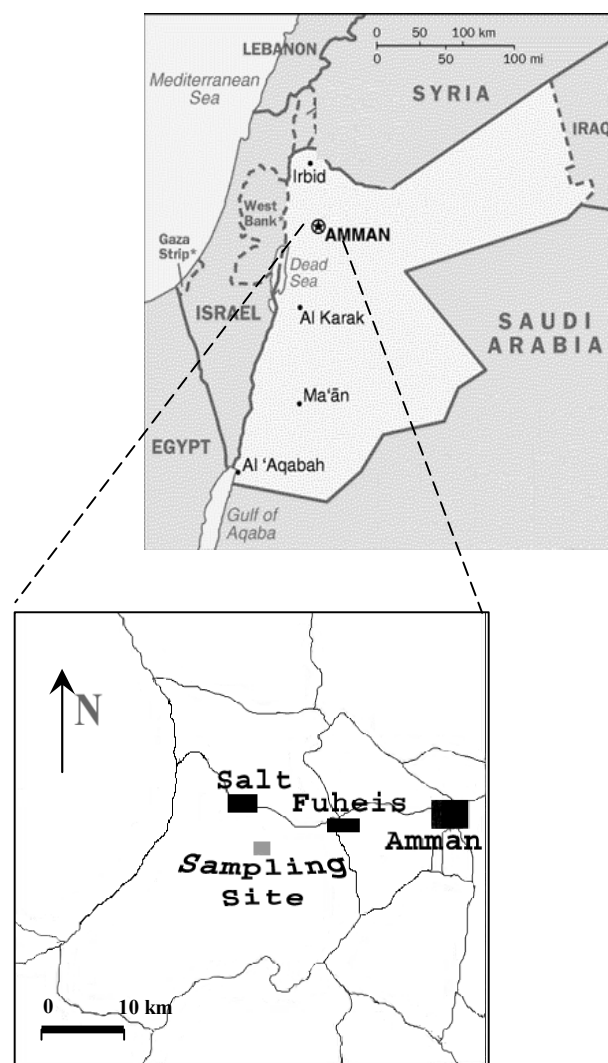 0 50 100 km
0 50 100 mi
LEBANON
Mediterranean
Sea
SYRIA
IRAQ
Irbid
West
Bank*
AMMAN
Gaza
Strip*
Dead
Sea
ISRAEL
Al Karak
SAUDI
ARABIA
Ma‘ān
EGYPT
Al ‘Aqabah
Gulf of
Aqaba
N
Salt
Fuheis
Amman
Sampling
Site
0 10 km